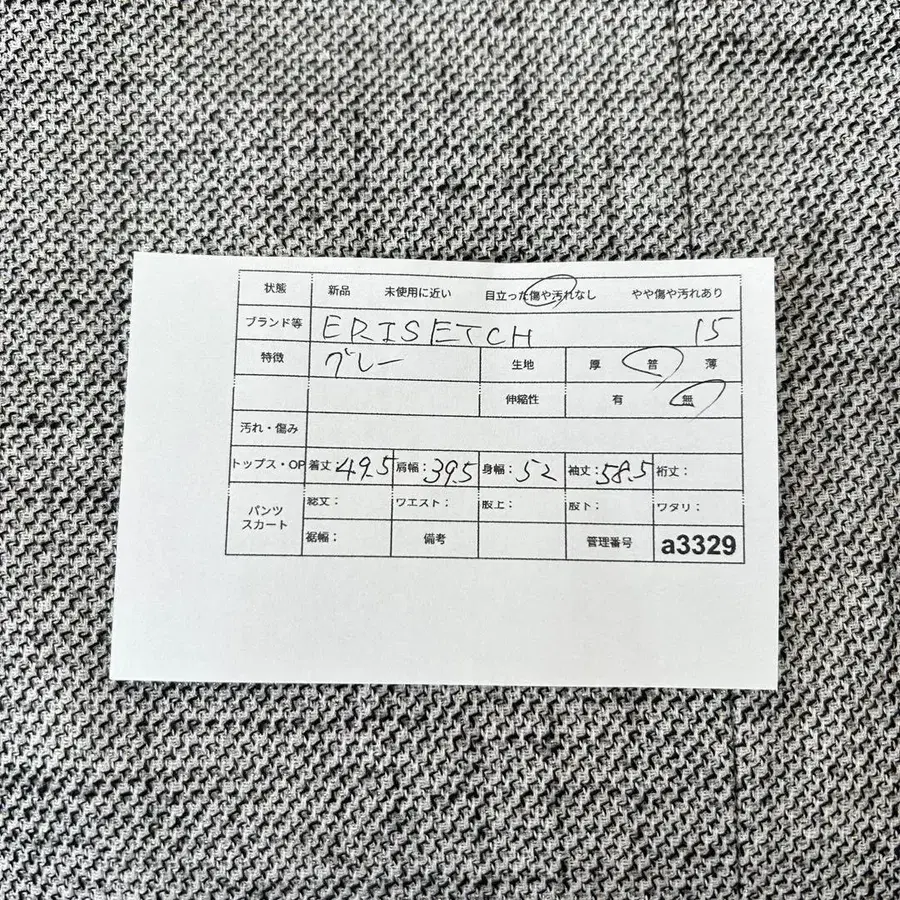 状態 新品 未使用に近い 目立った傷や汚れなし やや傷や汚れあり
ブランド等 ERISETCH 15
特徴 グレー 生地 厚 普 薄
伸縮性 有 無
汚れ・傷み
トップス・OP 着丈:49.5 肩幅:39.5 身幅:52 袖丈:58.5 裄丈:
パンツ スカート 総丈: ウエスト: 股上: 股下: ワタリ:
裾幅: 備考 管理番号 a3329